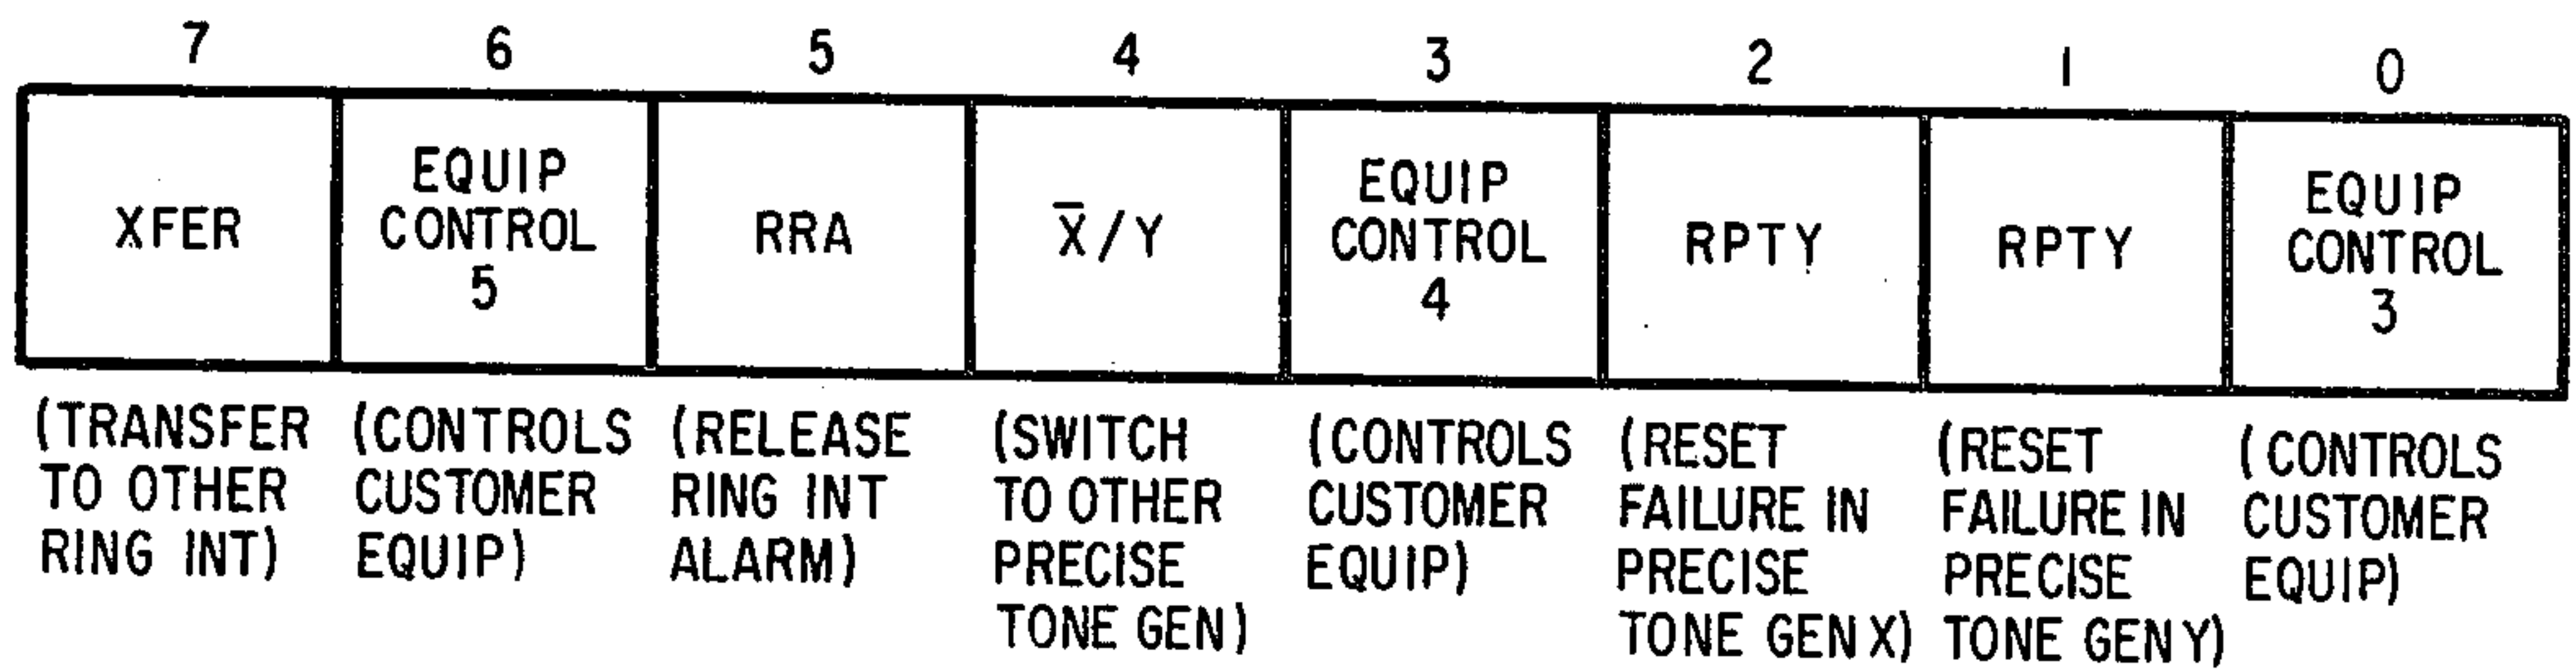 7 6 5 4 3 2 1 0
XFER
EQUIP
CONTROL
5
RRA
X̅/Y
EQUIP
CONTROL
4
RPTY
RPTY
EQUIP
CONTROL
3
(TRANSFER
TO OTHER
RING INT)
(CONTROLS
CUSTOMER
EQUIP)
(RELEASE
RING INT
ALARM)
(SWITCH
TO OTHER
PRECISE
TONE GEN)
(CONTROLS
CUSTOMER
EQUIP)
(RESET
FAILURE IN
PRECISE
TONE GEN X)
(RESET
FAILURE IN
PRECISE
TONE GEN Y)
(CONTROLS
CUSTOMER
EQUIP)